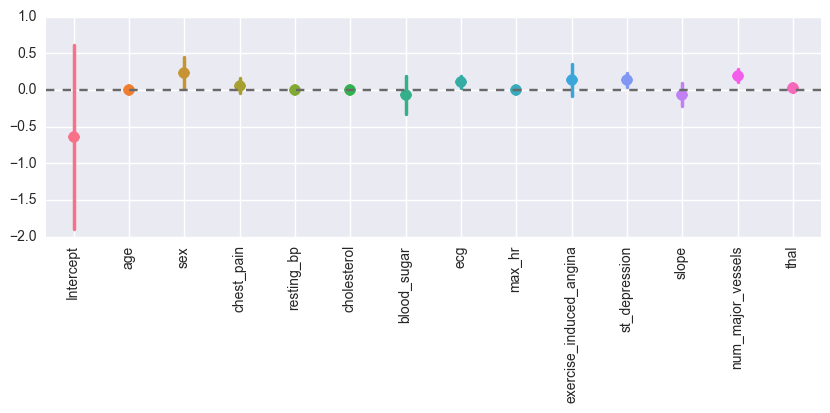 1.0
0.5
0.0
−0.5
−1.0
−1.5
−2.0
Intercept
age
sex
chest_pain
resting_bp
cholesterol
blood_sugar
ecg
max_hr
exercise_induced_angina
st_depression
slope
num_major_vessels
thal